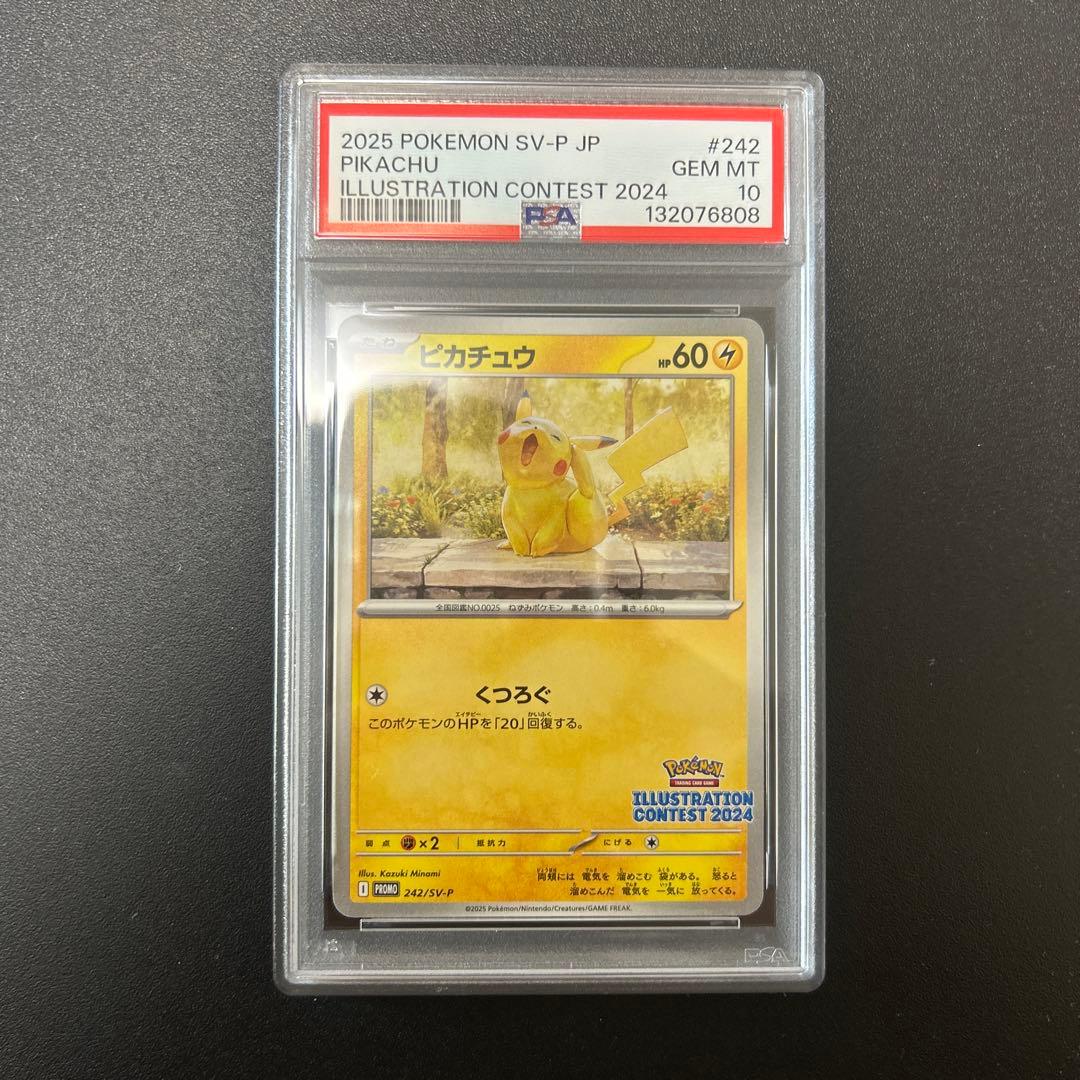 2025 POKEMON SV-P JP #242
PIKACHU GEM MT
ILLUSTRATION CONTEST 2024 10
PSA 132076808
たね ピカチュウ HP60
全国図鑑NO.0025 ねずみポケモン 高さ:0.4m 重さ:6.0kg
くつろぐ
このポケモンのHPを「20」回復する。
Pokémon
TRADING CARD GAME
ILLUSTRATION
CONTEST 2024
弱点 ×2 抵抗力 にげる
Illus. Kazuki Minami
両頬には 電気を 溜めこむ 袋がある。 怒ると
溜めこんだ 電気を 一気に 放ってくる。
I PROMO 242/SV-P
©2025 Pokémon/Nintendo/Creatures/GAME FREAK.
PSA